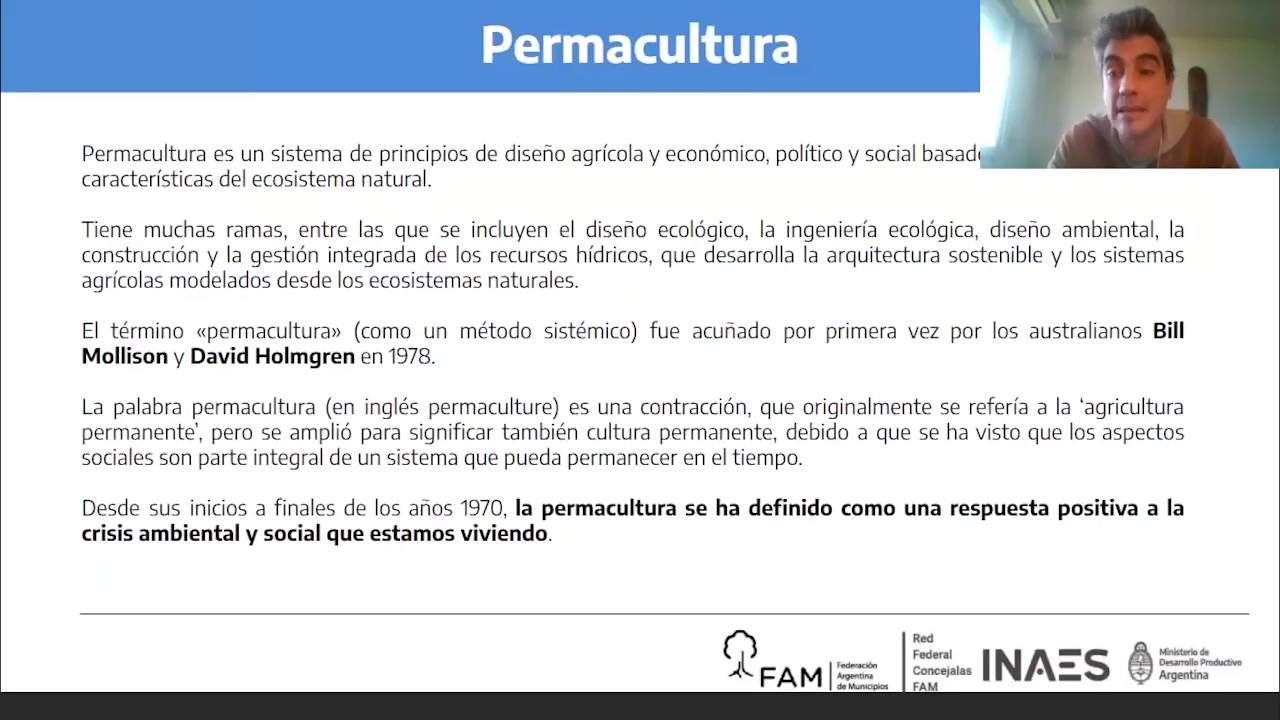 Permacultura
Permacultura es un sistema de principios de diseño agrícola y económico, político y social
características del ecosistema natural.
Tiene muchas ramas, entre las que se incluyen el diseño ecológico, la ingeniería ecológica, diseño ambiental, la
construcción y la gestión integrada de los recursos hídricos, que desarrolla la arquitectura sostenible y los sistemas
agrícolas modelados desde los ecosistemas naturales.
El término «permacultura» (como un método sistémico) fue acuñado por primera vez por los australianos Bill
Mollison y David Holmgren en 1978.
La palabra permacultura (en inglés permaculture) es una contracción, que originalmente se refería a la ‘agricultura
permanente’, pero se amplió para significar también cultura permanente, debido a que se ha visto que los aspectos
sociales son parte integral de un sistema que pueda permanecer en el tiempo.
Desde sus inicios a finales de los años 1970, la permacultura se ha definido como una respuesta positiva a la
crisis ambiental y social que estamos viviendo.
FAM
Federación
Argentina
de Municipios
Red
Federal
Concejalas
FAM
INAES
Ministerio de
Desarrollo Productivo
Argentina